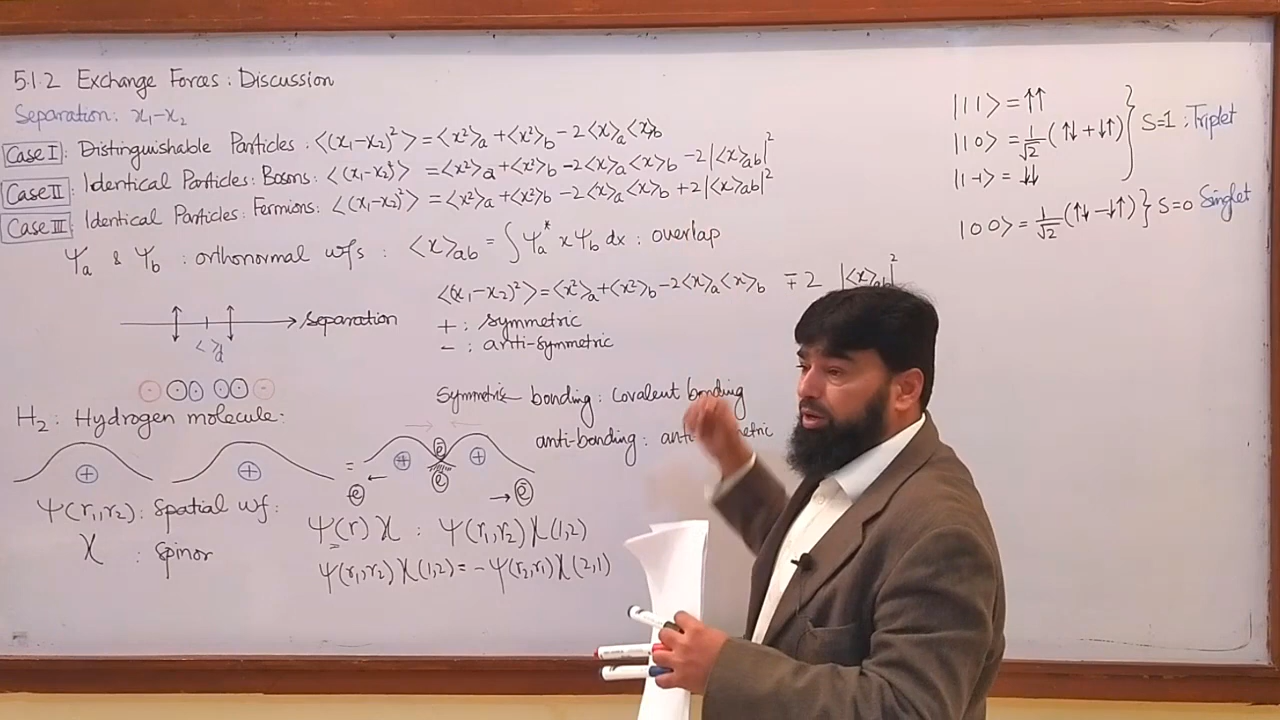 5.1.2 Exchange Forces: Discussion
Separation: x₁-x₂
Case I: Distinguishable Particles: <(x₁-x₂)²> = <x²>a + <x²>b - 2<x>a<x>b
Case II: Identical Particles: Bosons: <(x₁-x₂)²> = <x²>a + <x²>b - 2<x>a<x>b - 2|<x>ab|²
Case III: Identical Particles: Fermions: <(x₁-x₂)²> = <x²>a + <x²>b - 2<x>a<x>b + 2|<x>ab|²
Ψa & Ψb: orthonormal wfs: <x>ab = ∫Ψa* x Ψb dx: overlap
<(x₁-x₂)²> = <x²>a + <x²>b - 2<x>a<x>b ∓ 2 |<x>ab|²
+ : symmetric
- : anti-symmetric
Separation
< >d
- - - - - -
H₂: Hydrogen molecule:
symmetric bonding: covalent bonding
anti-bonding:
+ + = + ē +
ē ē ē
Ψ(r₁,r₂): Spatial wf:
χ : spinor
Ψ(r)χ : Ψ(r₁,r₂)χ(1,2)
Ψ(r₁,r₂)χ(1,2) = -Ψ(r₂,r₁)χ(2,1)
|1 1> = ↑↑
|1 0> = 1/√2 (↑↓ + ↓↑) } S=1: Triplet
|1 -1> = ↓↓
|0 0> = 1/√2 (↑↓ - ↓↑) } S=0 Singlet